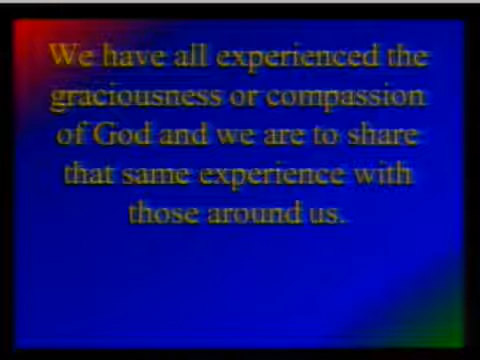 We have all experienced the
graciousness or compassion
of God and we are to share
that same experience with
those around us.